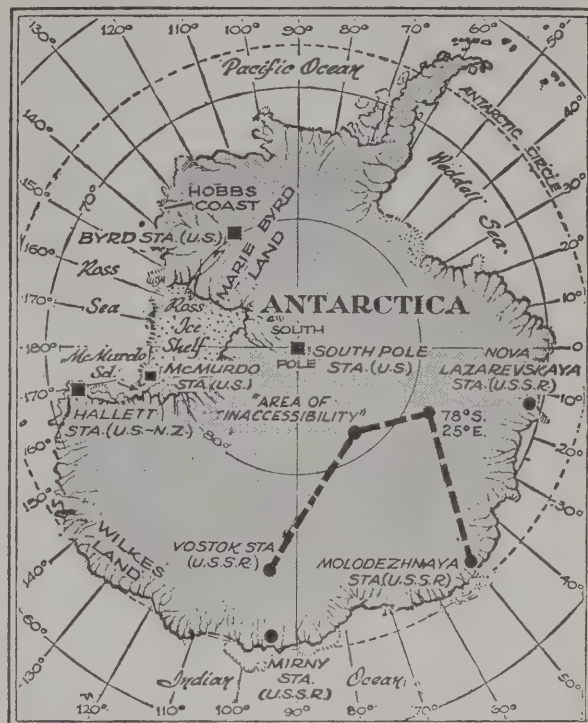 130° 120° 110° 100° 90° 80° 70° 60° 50°
Pacific Ocean
ANTARCTIC CIRCLE
140°
40°
150°
70°
HOBBS
COAST
Weddell
Sea
30°
BYRD STA. (U.S.)
MARIE BYRD
LAND
160°
Ross
Sea
20°
170°
Ross
Ice
Shelf
ANTARCTICA
10°
SOUTH
POLE
180°
0°
SOUTH POLE
STA. (U.S.)
McMurdo
Sd.
McMURDO
STA. (U.S.)
NOVA
LAZAREVSKAYA
STA. (U.S.S.R.)
170°
10°
HALLETT
STA. (U.S.-N.Z.)
"AREA OF
INACCESSIBILITY"
78° S.
25° E.
80°
160°
20°
150°
30°
WILKES
LAND
VOSTOK STA
(U.S.S.R.)
MOLODEZHNAYA
STA (U.S.S.R.)
140°
40°
60°
50°
MIRNY
STA.
(U.S.S.R.)
Indian Ocean
130° 120° 110° 100° 90° 80° 70° 60°